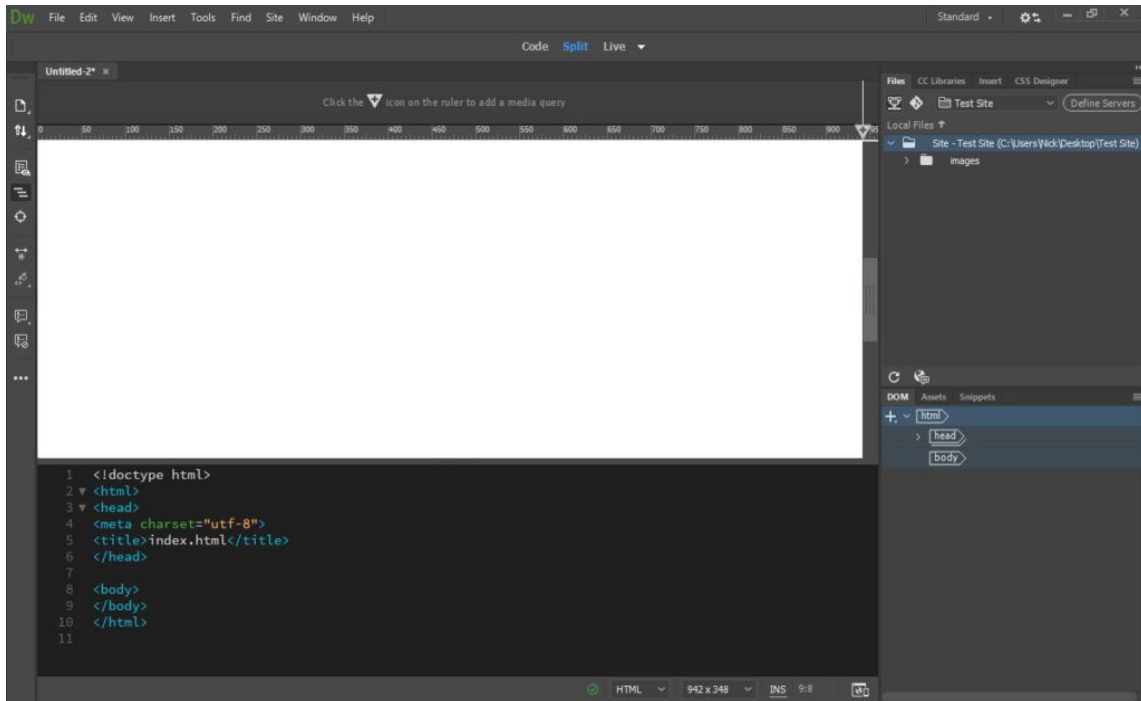 Dw File Edit View Insert Tools Find Site Window Help Standard
Code Split Live
Untitled-2* ×
Click the icon on the ruler to add a media query
0 50 100 150 200 250 300 350 400 450 500 550 600 650 700 750 800 850 900 95
Files CC Libraries Insert CSS Designer
Test Site Define Servers
Local Files
Site - Test Site (C:\Users\Nick\Desktop\Test Site)
images
DOM Assets Snippets
html
head
body
1 <!doctype html>
2 <html>
3 <head>
4 <meta charset="utf-8">
5 <title>index.html</title>
6 </head>
7
8 <body>
9 </body>
10 </html>
11
HTML 942 x 348 INS 9:8